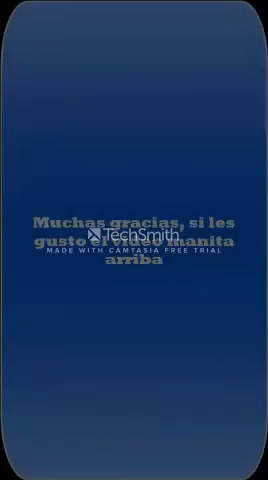 Muchas gracias, si les
TechSmith
gusto el video manita
MADE WITH CAMTASIA FREE TRIAL
arriba